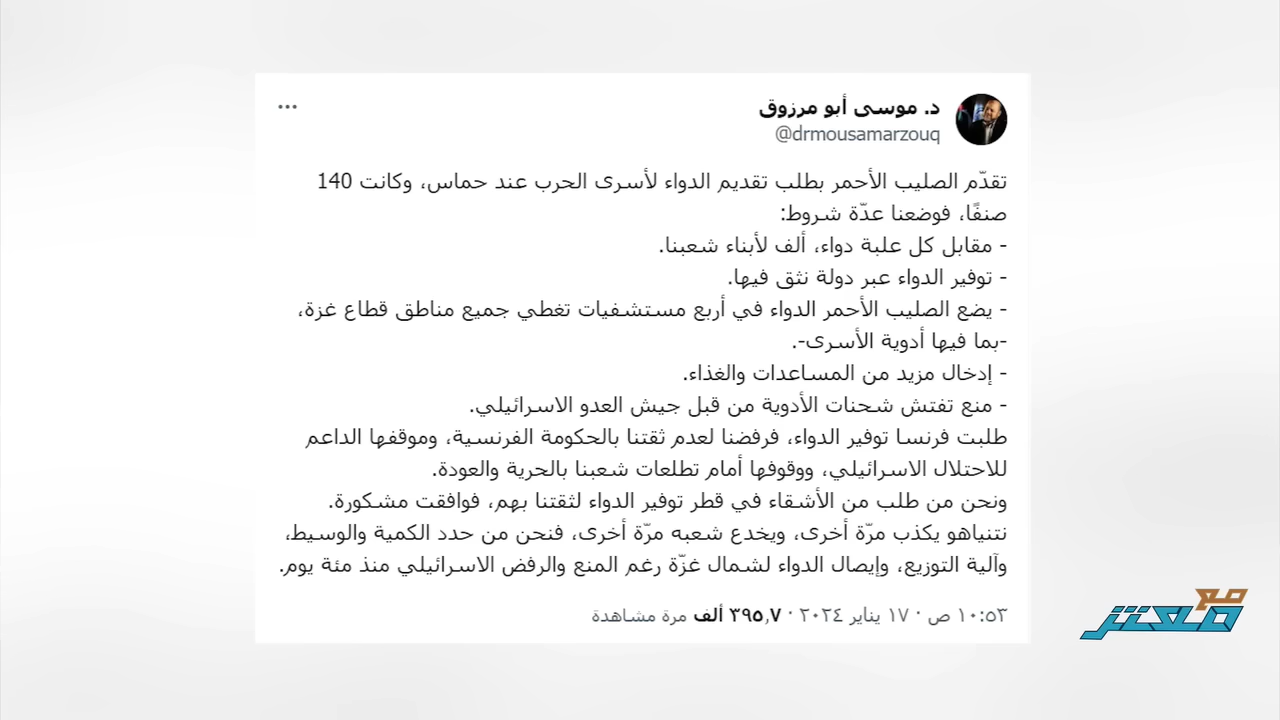 د. موسى أبو مرزوق
@drmousamarzouq
تقدّم الصليب الأحمر بطلب تقديم الدواء لأسرى الحرب عند حماس، وكانت 140
صنفًا، فوضعنا عدّة شروط:
- مقابل كل علبة دواء، ألف لأبناء شعبنا.
- توفير الدواء عبر دولة نثق فيها.
- يضع الصليب الأحمر الدواء في أربع مستشفيات تغطي جميع مناطق قطاع غزة،
-بما فيها أدوية الأسرى-.
- إدخال مزيد من المساعدات والغذاء.
- منع تفتش شحنات الأدوية من قبل جيش العدو الاسرائيلي.
طلبت فرنسا توفير الدواء، فرفضنا لعدم ثقتنا بالحكومة الفرنسية، وموقفها الداعم
للاحتلال الاسرائيلي، ووقوفها أمام تطلعات شعبنا بالحرية والعودة.
ونحن من طلب من الأشقاء في قطر توفير الدواء لثقتنا بهم، فوافقت مشكورة.
نتنياهو يكذب مرّة أخرى، ويخدع شعبه مرّة أخرى، فنحن من حدد الكمية والوسيط،
وآلية التوزيع، وإيصال الدواء لشمال غزّة رغم المنع والرفض الاسرائيلي منذ مئة يوم.
١٠:٥٣ ص · ١٧ يناير ٢٠٢٤ · ٣٩٥,٧ ألف مرة مشاهدة
مع
معتز